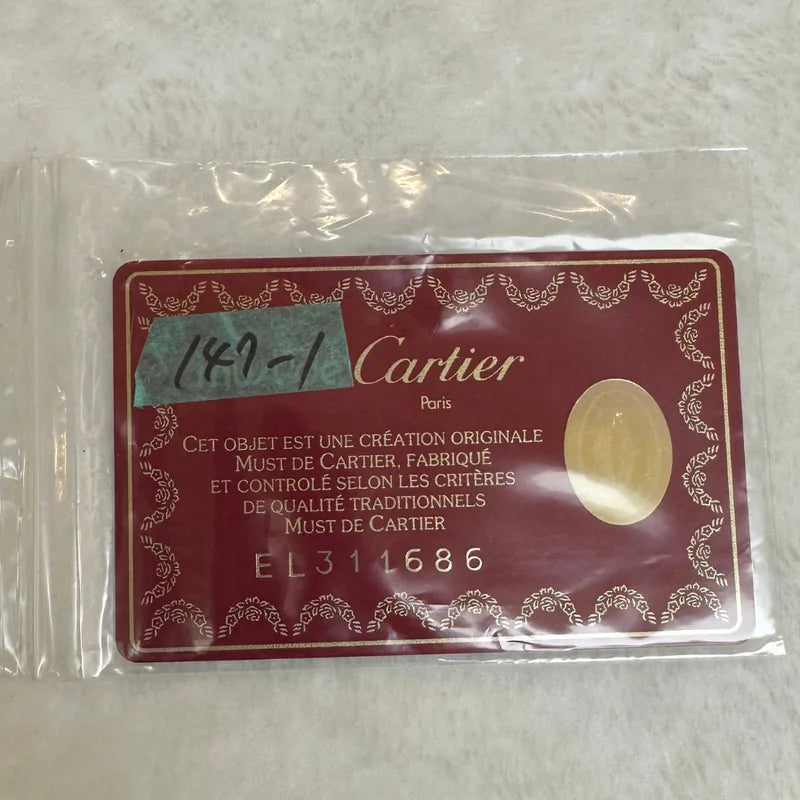 147-1
Cartier
Paris
CET OBJET EST UNE CRÉATION ORIGINALE
MUST DE CARTIER, FABRIQUÉ
ET CONTROLÉ SELON LES CRITÈRES
DE QUALITÉ TRADITIONNELS
MUST DE CARTIER
EL311686